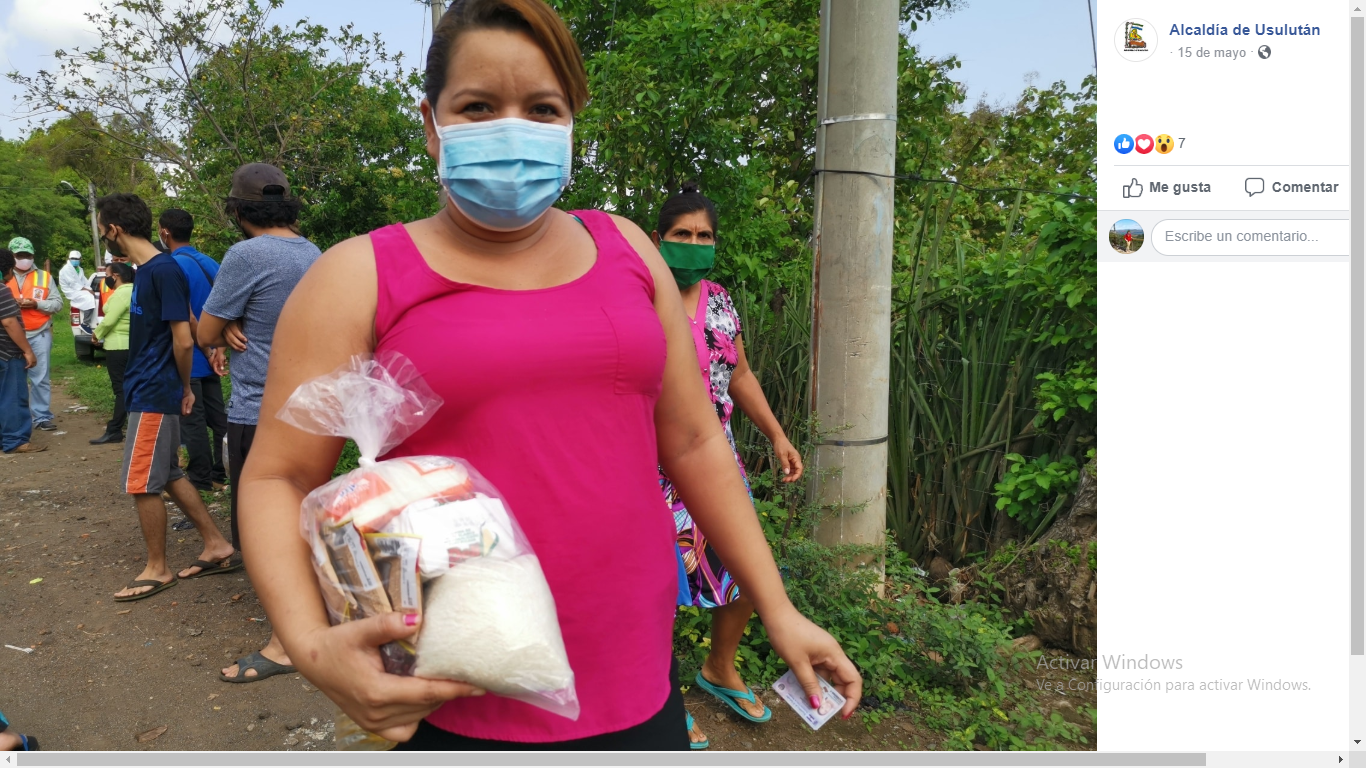 Alcaldía de Usulután
· 15 de mayo ·
7
Me gusta
Comentar
Escribe un comentario...
Activar Windows
Ve a Configuración para activar Windows.